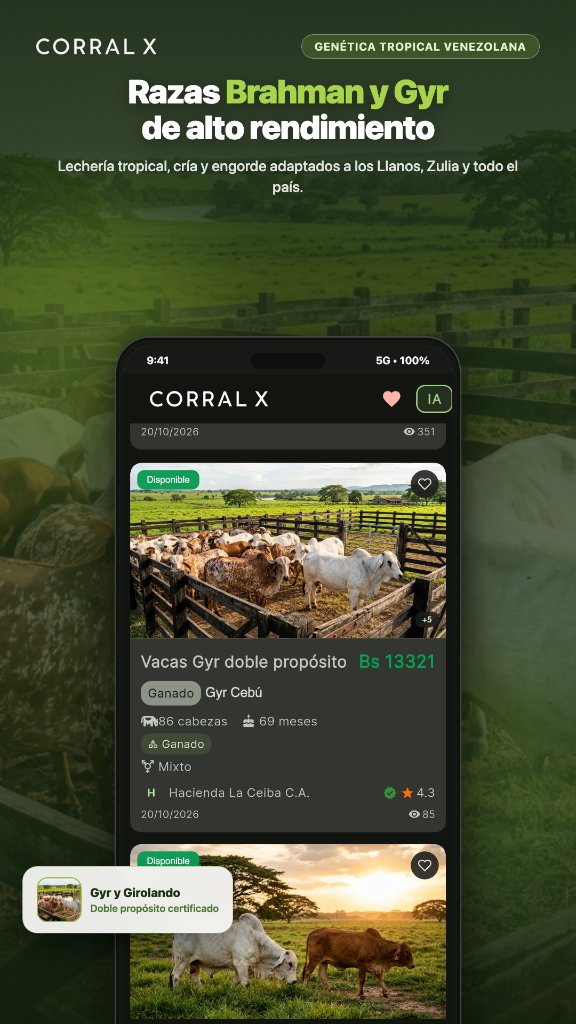 CORRAL X
GENÉTICA TROPICAL VENEZOLANA
Razas Brahman y Gyr
de alto rendimiento
Lechería tropical, cría y engorde adaptados a los Llanos, Zulia y todo el
país.
9:41
5G • 100%
CORRAL X
IA
20/10/2026
351
Disponible
+5
Vacas Gyr doble propósito
Bs 13321
Ganado
Gyr Cebú
86 cabezas
69 meses
Ganado
Mixto
H
Hacienda La Ceiba C.A.
4.3
20/10/2026
85
Disponible
Gyr y Girolando
Doble propósito certificado